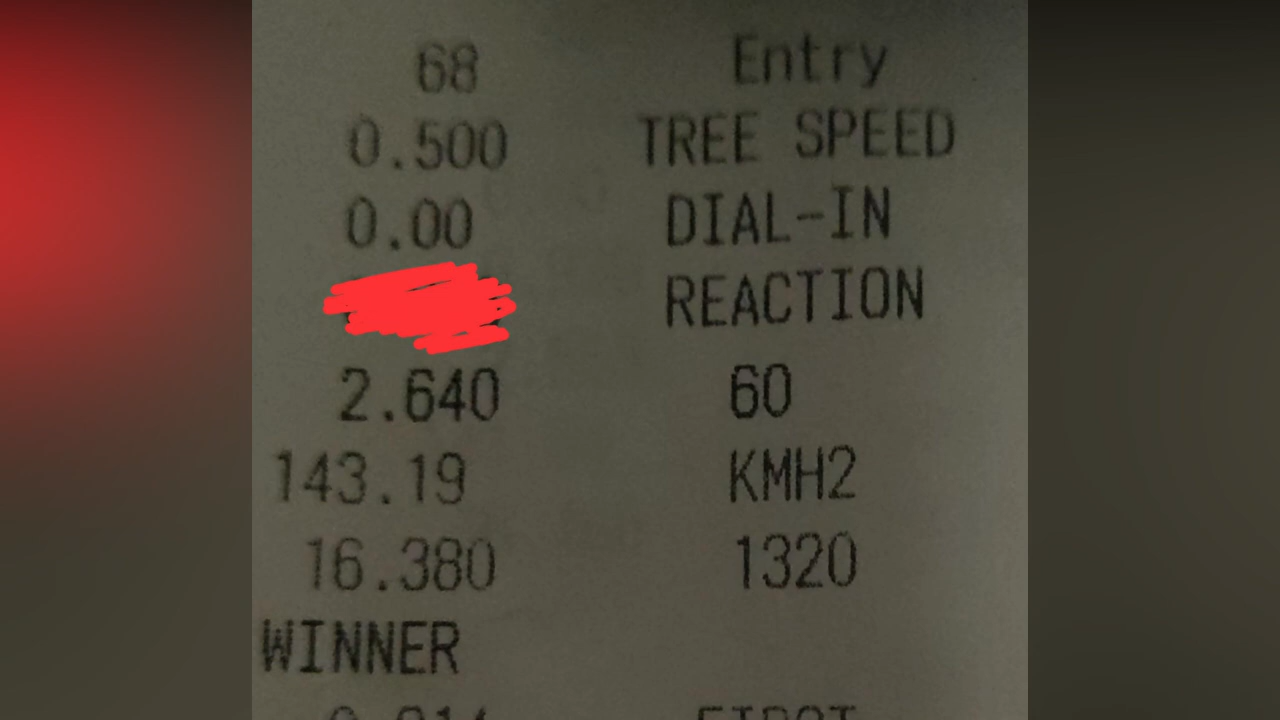 68 Entry
0.500 TREE SPEED
0.00 DIAL-IN
REACTION
2.640 60
143.19 KMH2
16.380 1320
WINNER
FIRST